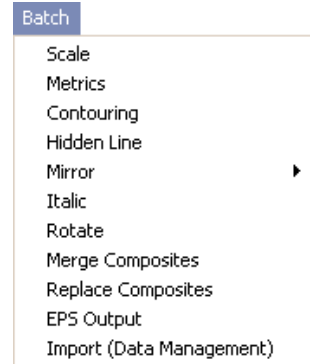 Batch
Scale
Metrics
Contouring
Hidden Line
Mirror
Italic
Rotate
Merge Composites
Replace Composites
EPS Output
Import (Data Management)